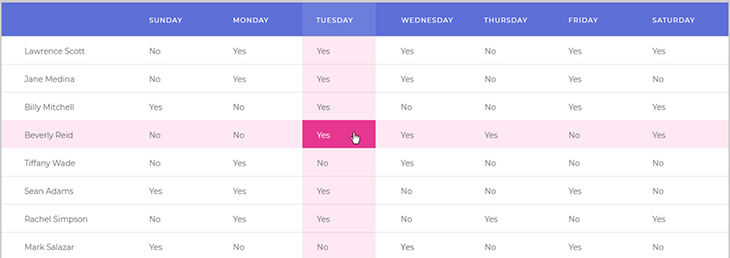 SUNDAY MONDAY TUESDAY WEDNESDAY THURSDAY FRIDAY SATURDAY
Lawrence Scott No Yes Yes Yes No Yes Yes
Jane Medina No Yes Yes Yes No Yes No
Billy Mitchell Yes No Yes No No Yes Yes
Beverly Reid No No Yes Yes Yes No Yes
Tiffany Wade No Yes No Yes No No No
Sean Adams Yes Yes Yes No No Yes No
Rachel Simpson No Yes Yes No Yes No Yes
Mark Salazar Yes No No Yes No Yes No